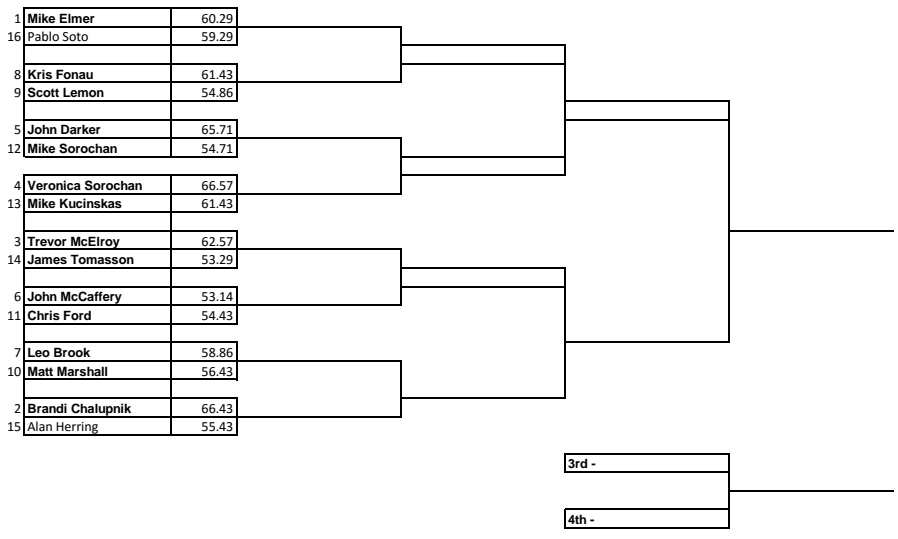 1 Mike Elmer 60.29
16 Pablo Soto 59.29
8 Kris Fonau 61.43
9 Scott Lemon 54.86
5 John Darker 65.71
12 Mike Sorochan 54.71
4 Veronica Sorochan 66.57
13 Mike Kucinskas 61.43
3 Trevor McElroy 62.57
14 James Tomasson 53.29
6 John McCaffery 53.14
11 Chris Ford 54.43
7 Leo Brook 58.86
10 Matt Marshall 56.43
2 Brandi Chalupnik 66.43
15 Alan Herring 55.43
3rd -
4th -